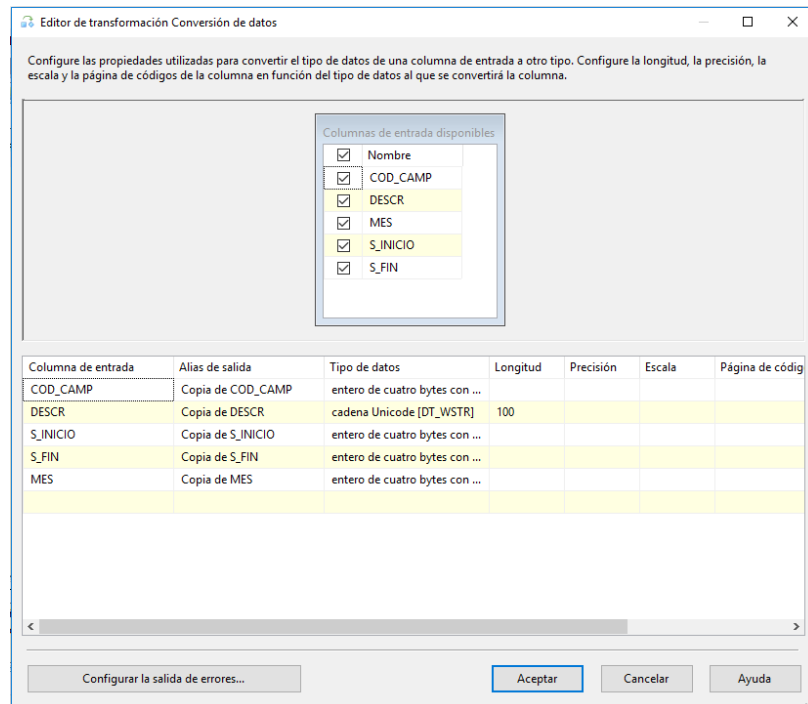 Editor de transformación Conversión de datos
Configure las propiedades utilizadas para convertir el tipo de datos de una columna de entrada a otro tipo. Configure la longitud, la precisión, la
escala y la página de códigos de la columna en función del tipo de datos al que se convertirá la columna.
Columnas de entrada disponibles
Nombre
COD_CAMP
DESCR
MES
S_INICIO
S_FIN
Columna de entrada Alias de salida Tipo de datos Longitud Precisión Escala Página de códig
COD_CAMP Copia de COD_CAMP entero de cuatro bytes con ...
DESCR Copia de DESCR cadena Unicode [DT_WSTR] 100
S_INICIO Copia de S_INICIO entero de cuatro bytes con ...
S_FIN Copia de S_FIN entero de cuatro bytes con ...
MES Copia de MES entero de cuatro bytes con ...
Configurar la salida de errores... Aceptar Cancelar Ayuda